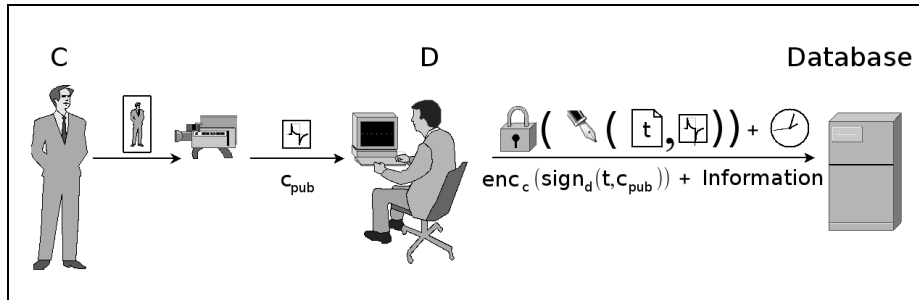 C
D
Database
( ( t , ) ) +
c_pub
enc_c(sign_d(t,c_pub)) + Information